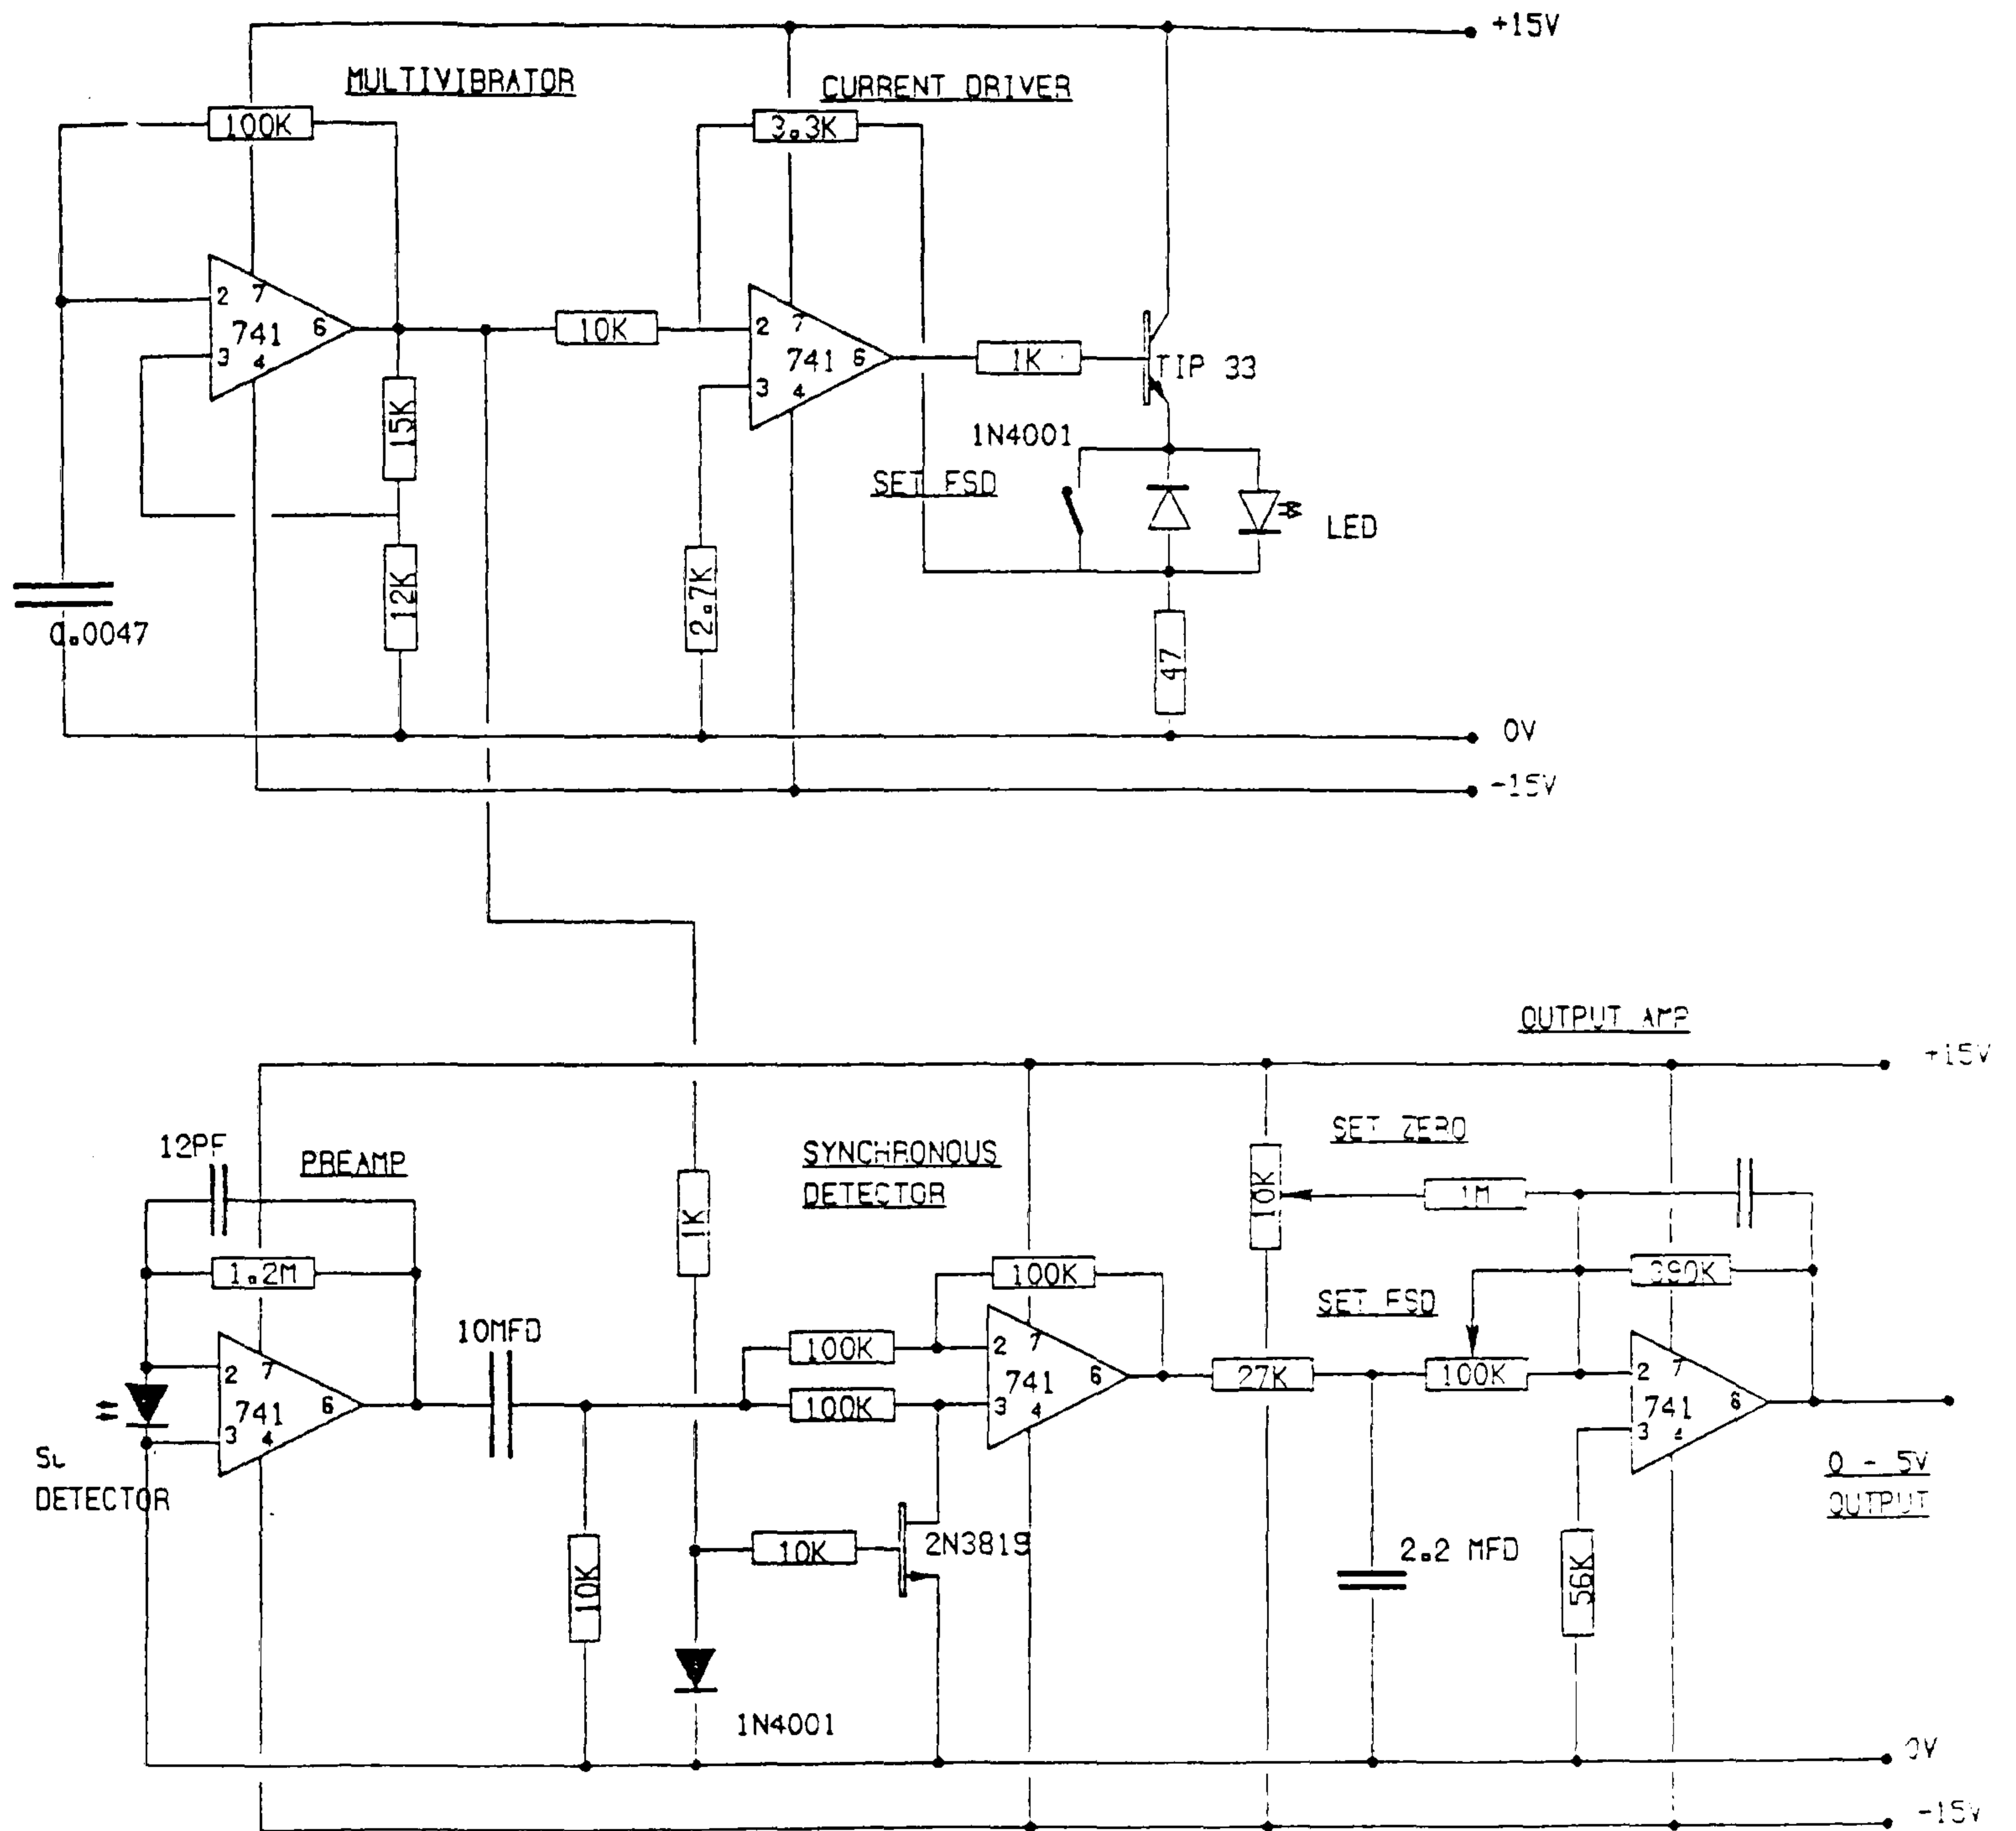 +15V
MULTIVIBRATOR
CURRENT DRIVER
100K
3.3K
2
7
741
6
3
4
10K
2
7
741
6
3
4
1K
TIP 33
15K
1N4001
SET FSD
LED
12K
2.7K
0.0047
47
0V
-15V
OUTPUT AMP
+15V
12PF
PREAMP
SYNCHRONOUS
DETECTOR
SET ZERO
1K
10K
1M
1.2M
100K
SET FSD
10MFD
2
7
741
6
3
4
100K
100K
2
7
741
6
3
4
27K
100K
2
7
741
6
3
4
Si
DETECTOR
0 - 5V
OUTPUT
10K
10K
2N3819
2.2 MFD
56K
1N4001
0V
-15V